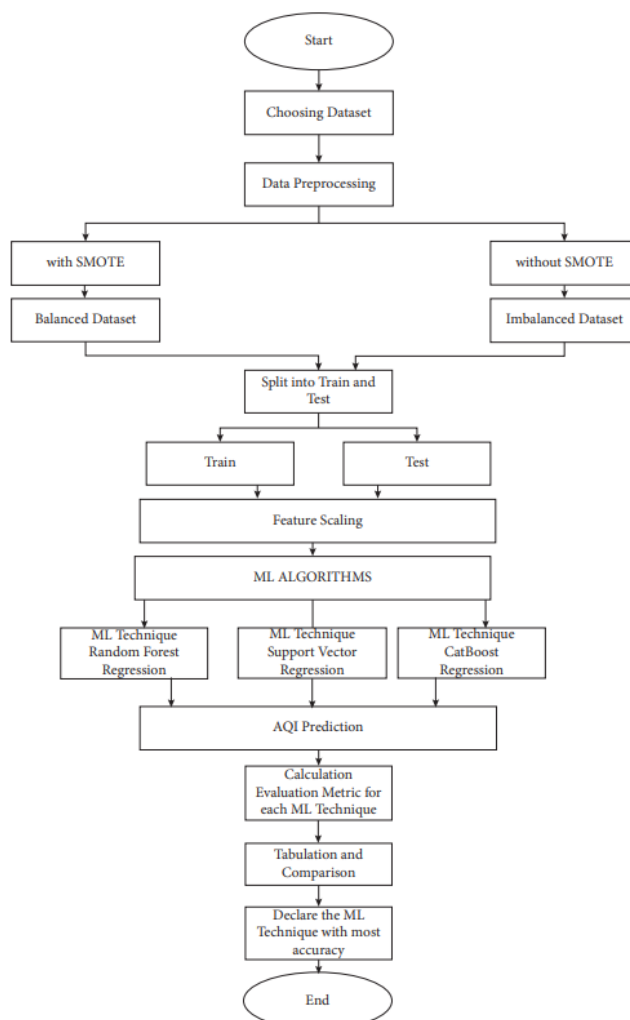 Start
Choosing Dataset
Data Preprocessing
with SMOTE
without SMOTE
Balanced Dataset
Imbalanced Dataset
Split into Train and
Test
Train
Test
Feature Scaling
ML ALGORITHMS
ML Technique
Random Forest
Regression
ML Technique
Support Vector
Regression
ML Technique
CatBoost
Regression
AQI Prediction
Calculation
Evaluation Metric for
each ML Technique
Tabulation and
Comparison
Declare the ML
Technique with most
accuracy
End